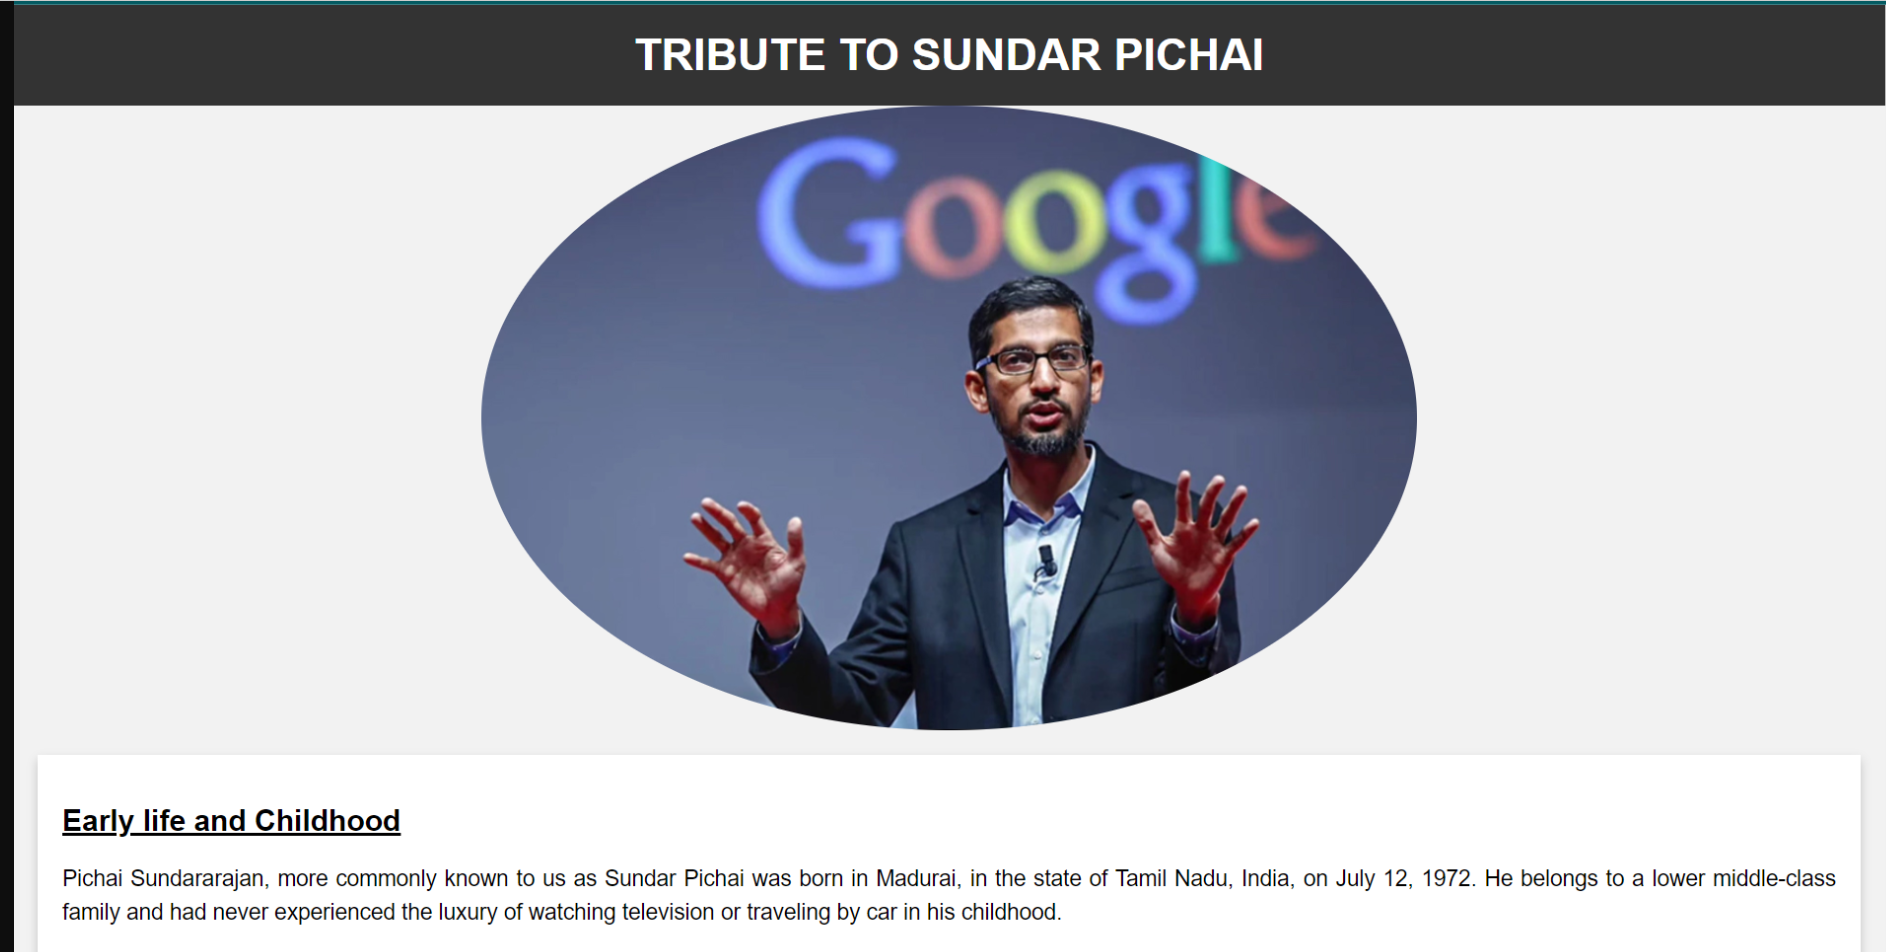 TRIBUTE TO SUNDAR PICHAI
Google
Early life and Childhood
Pichai Sundararajan, more commonly known to us as Sundar Pichai was born in Madurai, in the state of Tamil Nadu, India, on July 12, 1972. He belongs to a lower middle-class
family and had never experienced the luxury of watching television or traveling by car in his childhood.